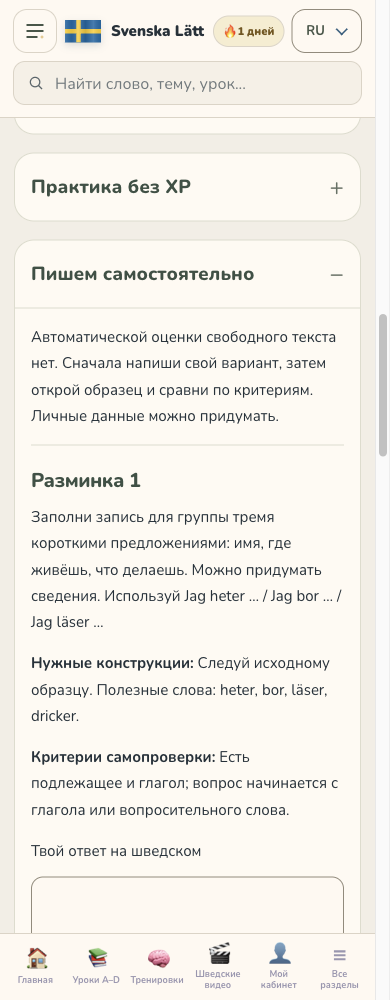 Svenska Lätt
🔥1 дней
RU
Найти слово, тему, урок...
Практика без XP
Пишем самостоятельно
Автоматической оценки свободного текста
нет. Сначала напиши свой вариант, затем
открой образец и сравни по критериям.
Личные данные можно придумать.
Разминка 1
Заполни запись для группы тремя
короткими предложениями: имя, где
живёшь, что делаешь. Можно придумать
сведения. Используй Jag heter ... / Jag bor ... /
Jag läser ...
Нужные конструкции: Следуй исходному
образцу. Полезные слова: heter, bor, läser,
dricker.
Критерии самопроверки: Есть
подлежащее и глагол; вопрос начинается с
глагола или вопросительного слова.
Твой ответ на шведском
Главная
Уроки A–D
Тренировки
Шведские
видео
Мой
кабинет
Все
разделы